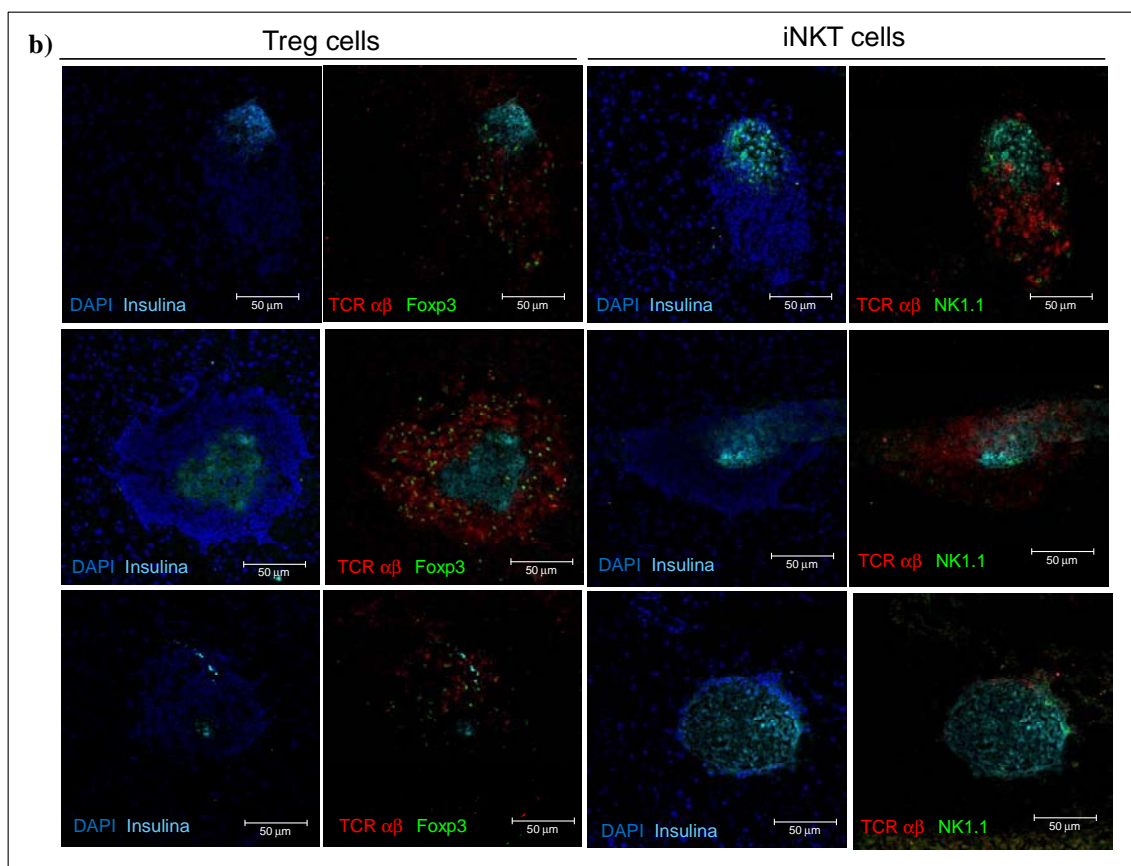 b)
Treg cells
iNKT cells
DAPI Insulina
50 µm
TCR αβ Foxp3
50 µm
DAPI Insulina
50 µm
TCR αβ NK1.1
50 µm
DAPI Insulina
50 µm
TCR αβ Foxp3
50 µm
DAPI Insulina
50 µm
TCR αβ NK1.1
50 µm
DAPI Insulina
50 µm
TCR αβ Foxp3
50 µm
DAPI Insulina
50 µm
TCR αβ NK1.1
50 µm